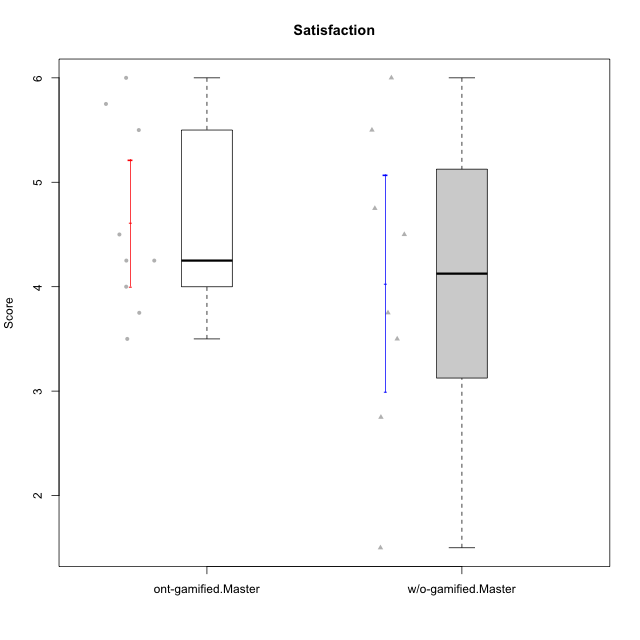 Satisfaction
6
5
4
3
2
Score
ont-gamified.Master
w/o-gamified.Master